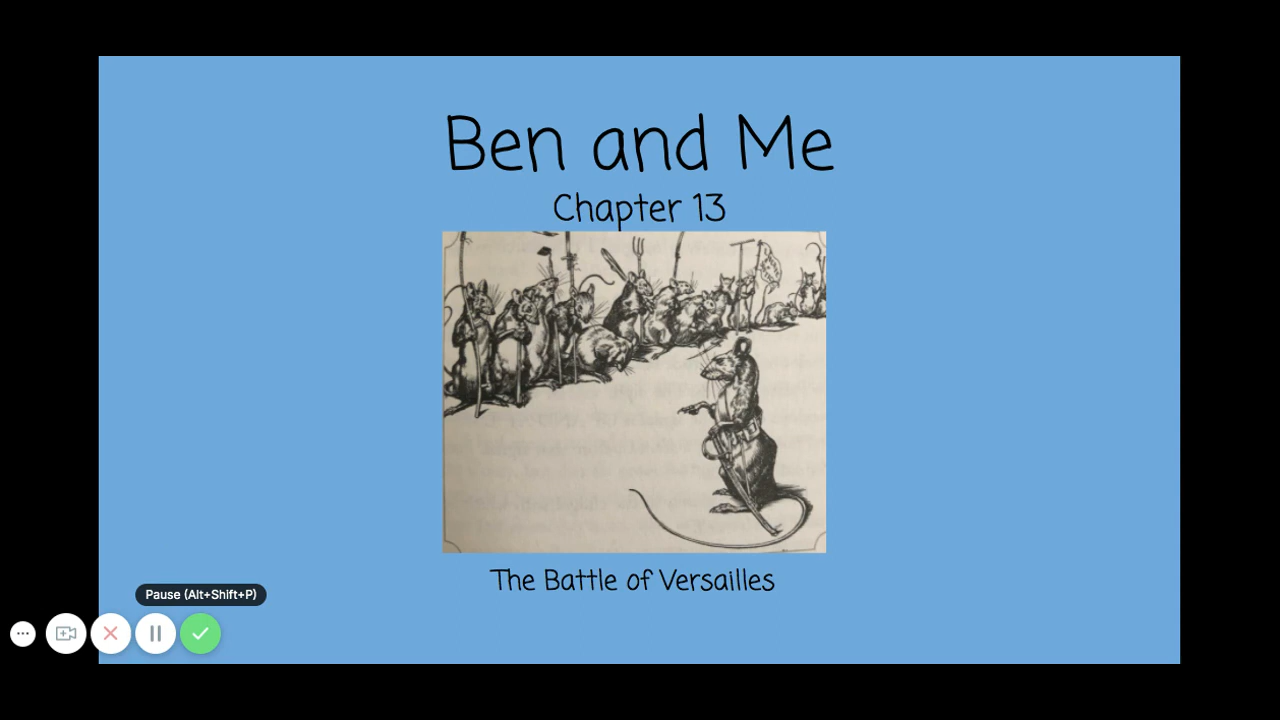 Ben and Me
Chapter 13
The Battle of Versailles
Pause (Alt+Shift+P)